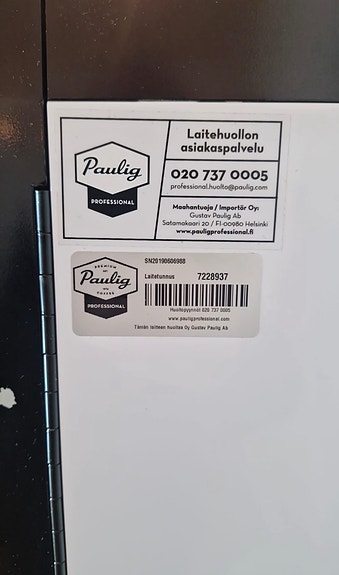 Paulig
PROFESSIONAL
Laitehuollon
asiakaspalvelu
020 737 0005
professional.huolto@paulig.com
Maahantuoja / Importör Oy:
Gustav Paulig Ab
Satamakaari 20 / FI-00980 Helsinki
www.pauligprofessional.fi
PREMIUM
Paulig
COFFEE
PROFESSIONAL
SN20190606988
Laitetunnus 7228937
Huoltopyynnöt 020 737 0005
www.pauligprofessional.com
Tämän laitteen huoltaa Oy Gustav Paulig Ab